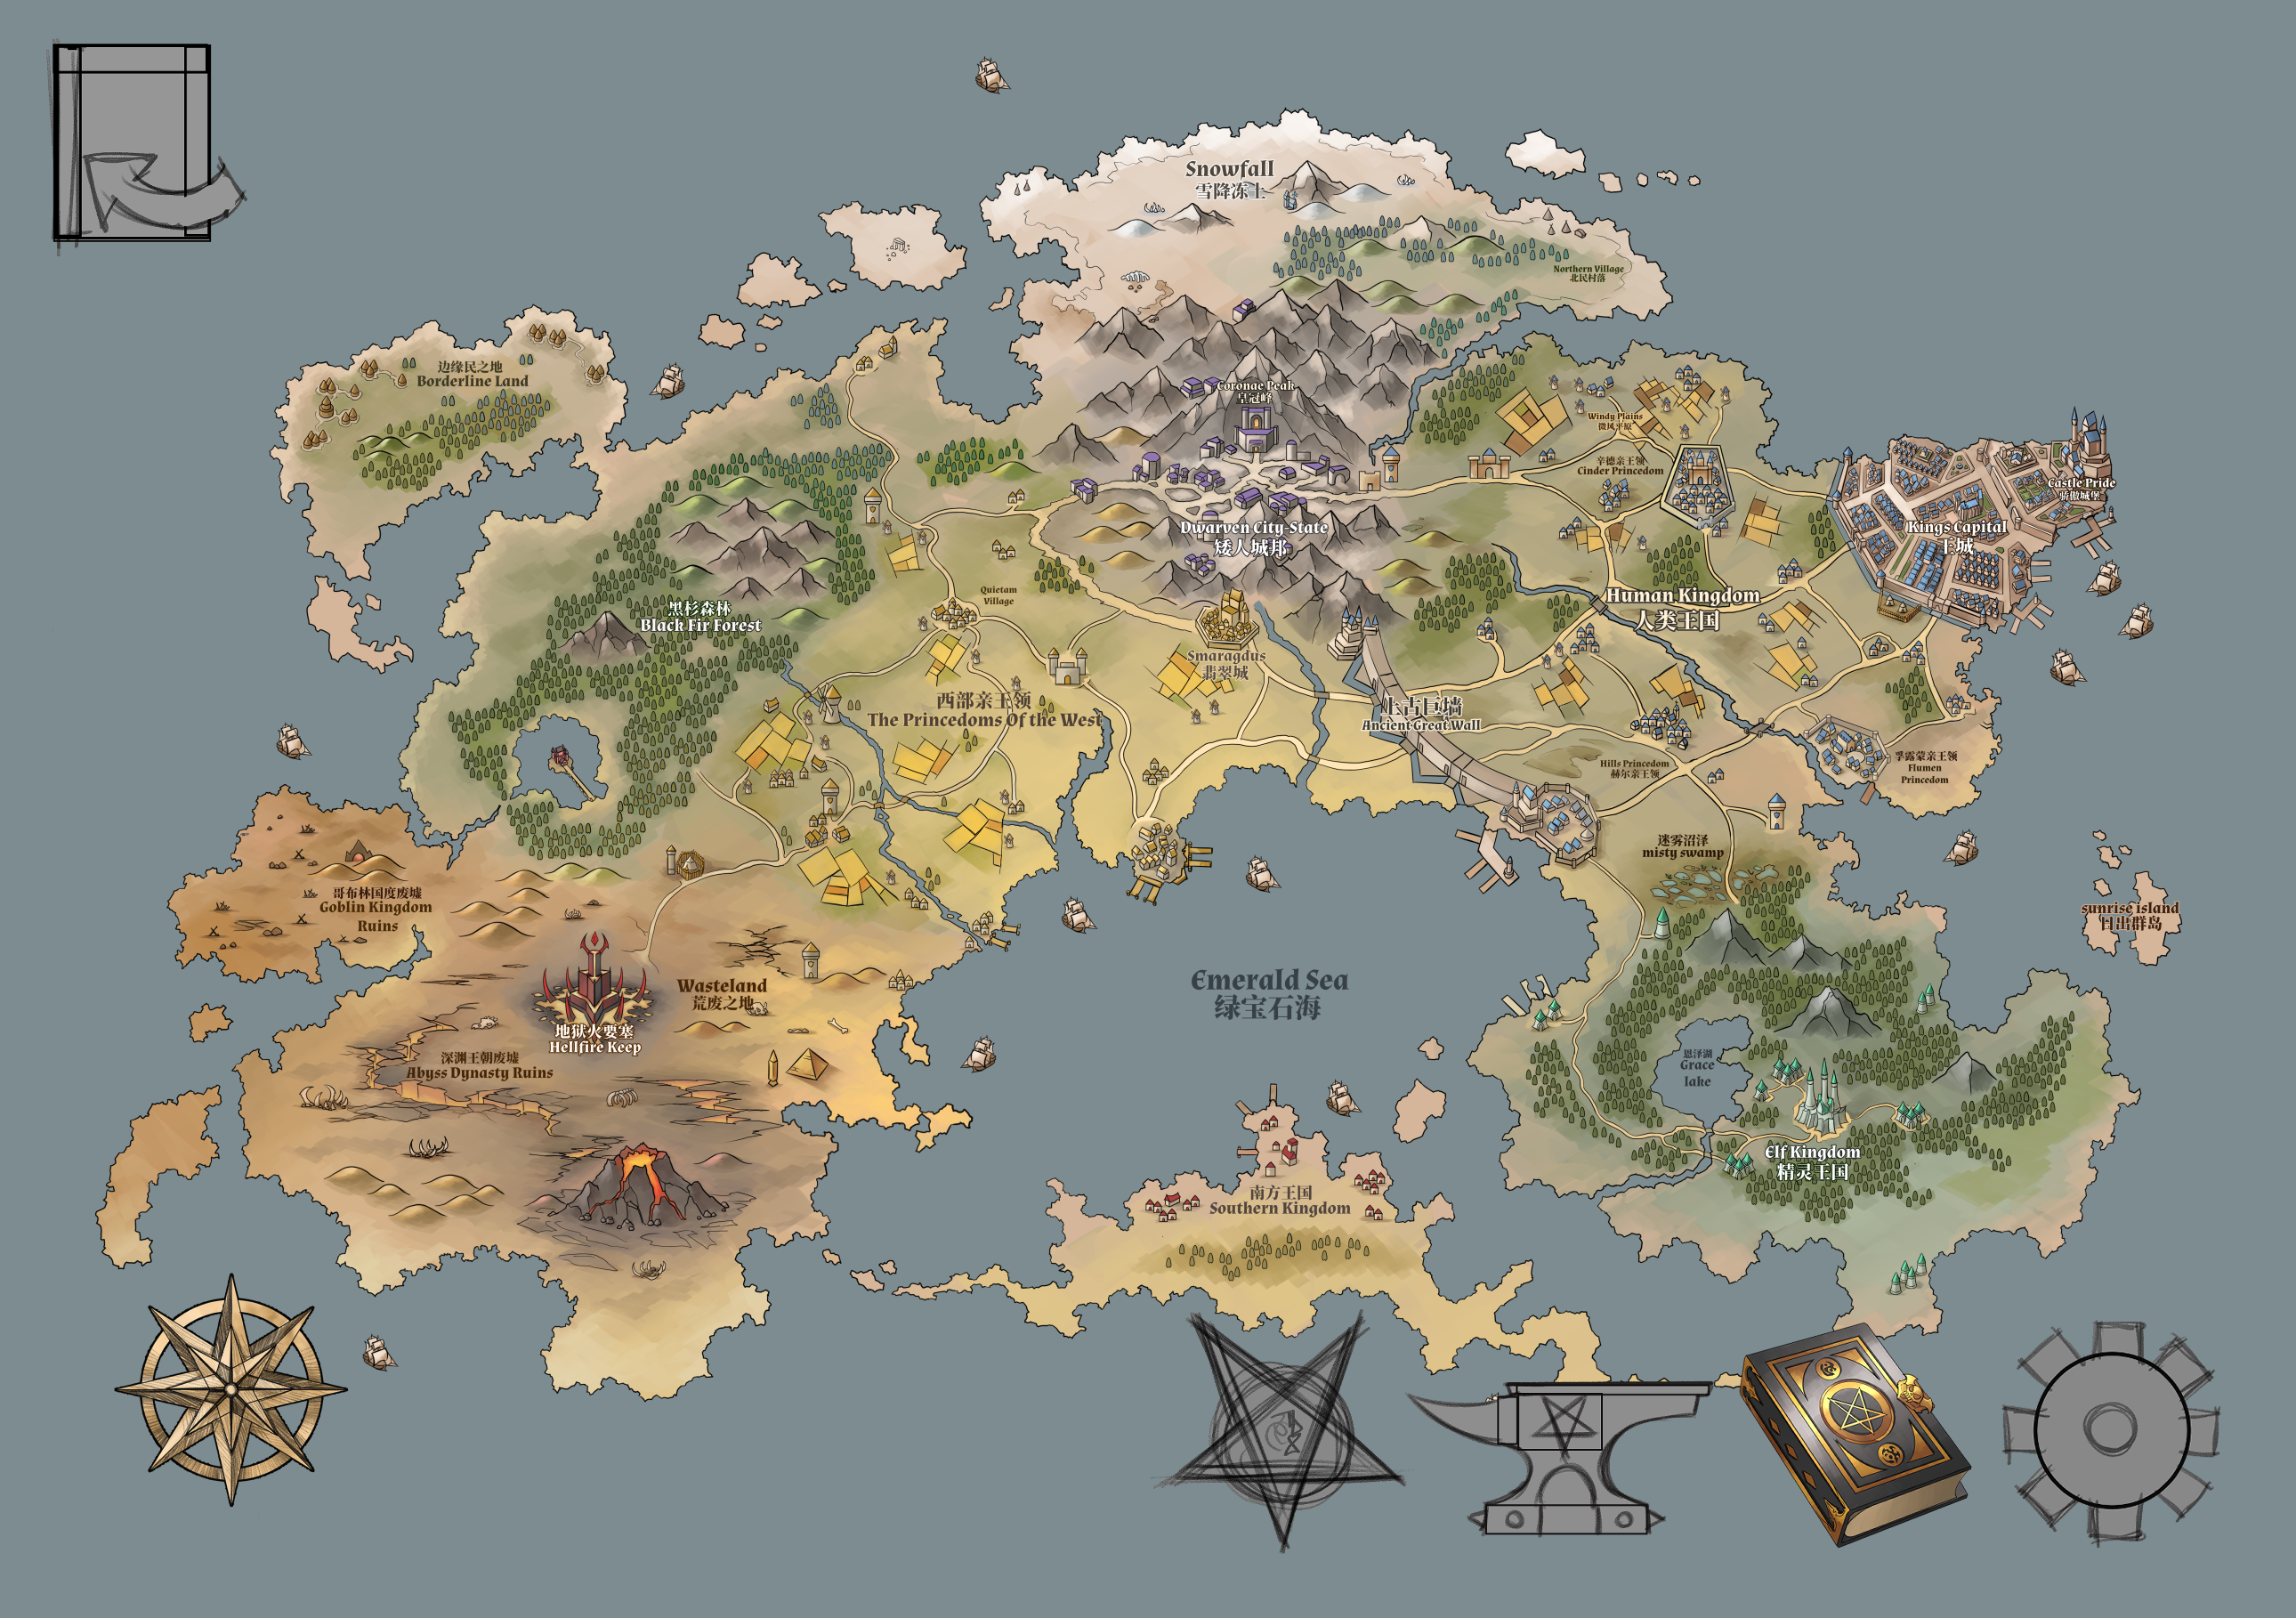 Snowfall
雪降冻土
Northern Village
北民村落
边缘民之地
Borderline Land
Coronae Peak
皇冠峰
Windy Plains
微风平原
辛德亲王领
Cinder Princedom
Castle Pride
骄傲城堡
Kings Capital
王城
Dwarven City-State
矮人城邦
Quietam
Village
黑杉森林
Black Fir Forest
Human Kingdom
人类王国
Smaragdus
翡翠城
西部亲王领
The Princedoms Of the West
上古巨墙
Ancient Great Wall
Hills Princedom
赫尔亲王领
孚露蒙亲王领
Flumen
Princedom
迷雾沼泽
misty swamp
哥布林国度废墟
Goblin Kingdom
Ruins
sunrise island
日出群岛
Wasteland
荒废之地
Emerald Sea
绿宝石海
地狱火要塞
Hellfire Keep
深渊王朝废墟
Abyss Dynasty Ruins
恩泽湖
Grace
lake
Elf Kingdom
精灵王国
南方王国
Southern Kingdom